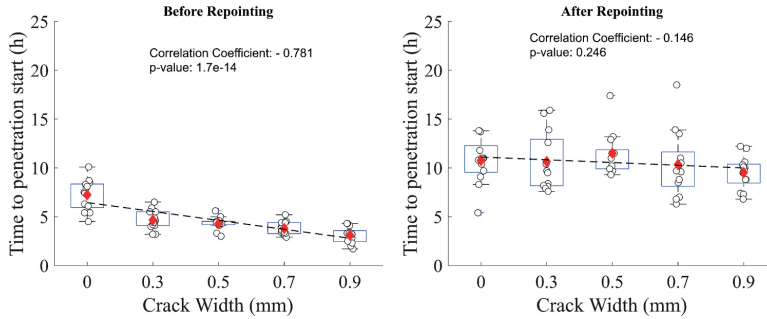 Before Repointing
Correlation Coefficient: - 0.781
p-value: 1.7e-14
Time to penetration start (h)
25
20
15
10
5
0
0 0.3 0.5 0.7 0.9
Crack Width (mm)
After Repointing
Correlation Coefficient: - 0.146
p-value: 0.246
Time to penetration start (h)
25
20
15
10
5
0
0 0.3 0.5 0.7 0.9
Crack Width (mm)